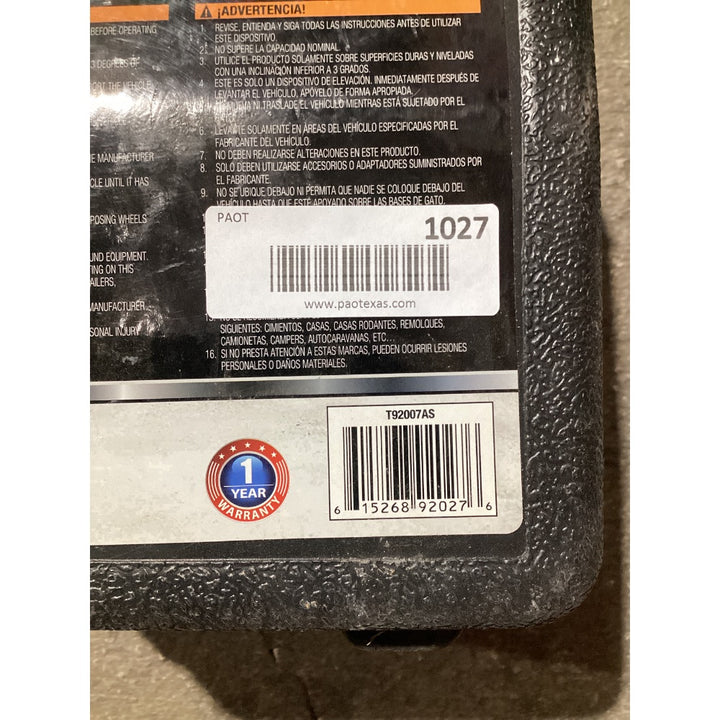 BEFORE OPERATING
3 DEGREES OF
THE VEHICLE
HE MANUFACTURER
CLE UNTIL IT HAS
POSING WHEELS
UND EQUIPMENT.
TING ON THIS
AILERS,
MANUFACTURER
SONAL INJURY
¡ADVERTENCIA!
1. REVISE, ENTIENDA Y SIGA TODAS LAS INSTRUCCIONES ANTES DE UTILIZAR
ESTE DISPOSITIVO.
2. NO SUPERE LA CAPACIDAD NOMINAL.
3. UTILICE EL PRODUCTO SOLAMENTE SOBRE SUPERFICIES DURAS Y NIVELADAS
CON UNA INCLINACIÓN INFERIOR A 3 GRADOS.
4. ESTE ES SOLO UN DISPOSITIVO DE ELEVACIÓN. INMEDIATAMENTE DESPUÉS DE
LEVANTAR EL VEHÍCULO, APÓYELO DE FORMA APROPIADA.
MUEVA NI TRASLADE EL VEHÍCULO MIENTRAS ESTÁ SUJETADO POR EL
6. LEVANTE SOLAMENTE EN ÁREAS DEL VEHÍCULO ESPECIFICADAS POR EL
FABRICANTE DEL VEHÍCULO.
7. NO DEBEN REALIZARSE ALTERACIONES EN ESTE PRODUCTO.
8. SOLO DEBEN UTILIZARSE ACCESORIOS O ADAPTADORES SUMINISTRADOS POR
EL FABRICANTE.
9. NO SE UBIQUE DEBAJO NI PERMITA QUE NADIE SE COLOQUE DEBAJO DEL
VEHÍCULO HASTA QUE ESTÉ APOYADO SOBRE LAS BASES DE GATO.
PAOT
1027
www.paotexas.com
SIGUIENTES: CIMIENTOS, CASAS, CASAS RODANTES, REMOLQUES,
CAMIONETAS, CAMPERS, AUTOCARAVANAS, ETC...
16. SI NO PRESTA ATENCIÓN A ESTAS MARCAS, PUEDEN OCURRIR LESIONES
PERSONALES O DAÑOS MATERIALES.
1
YEAR
WARRANTY
T92007AS
6 15268 92027 6